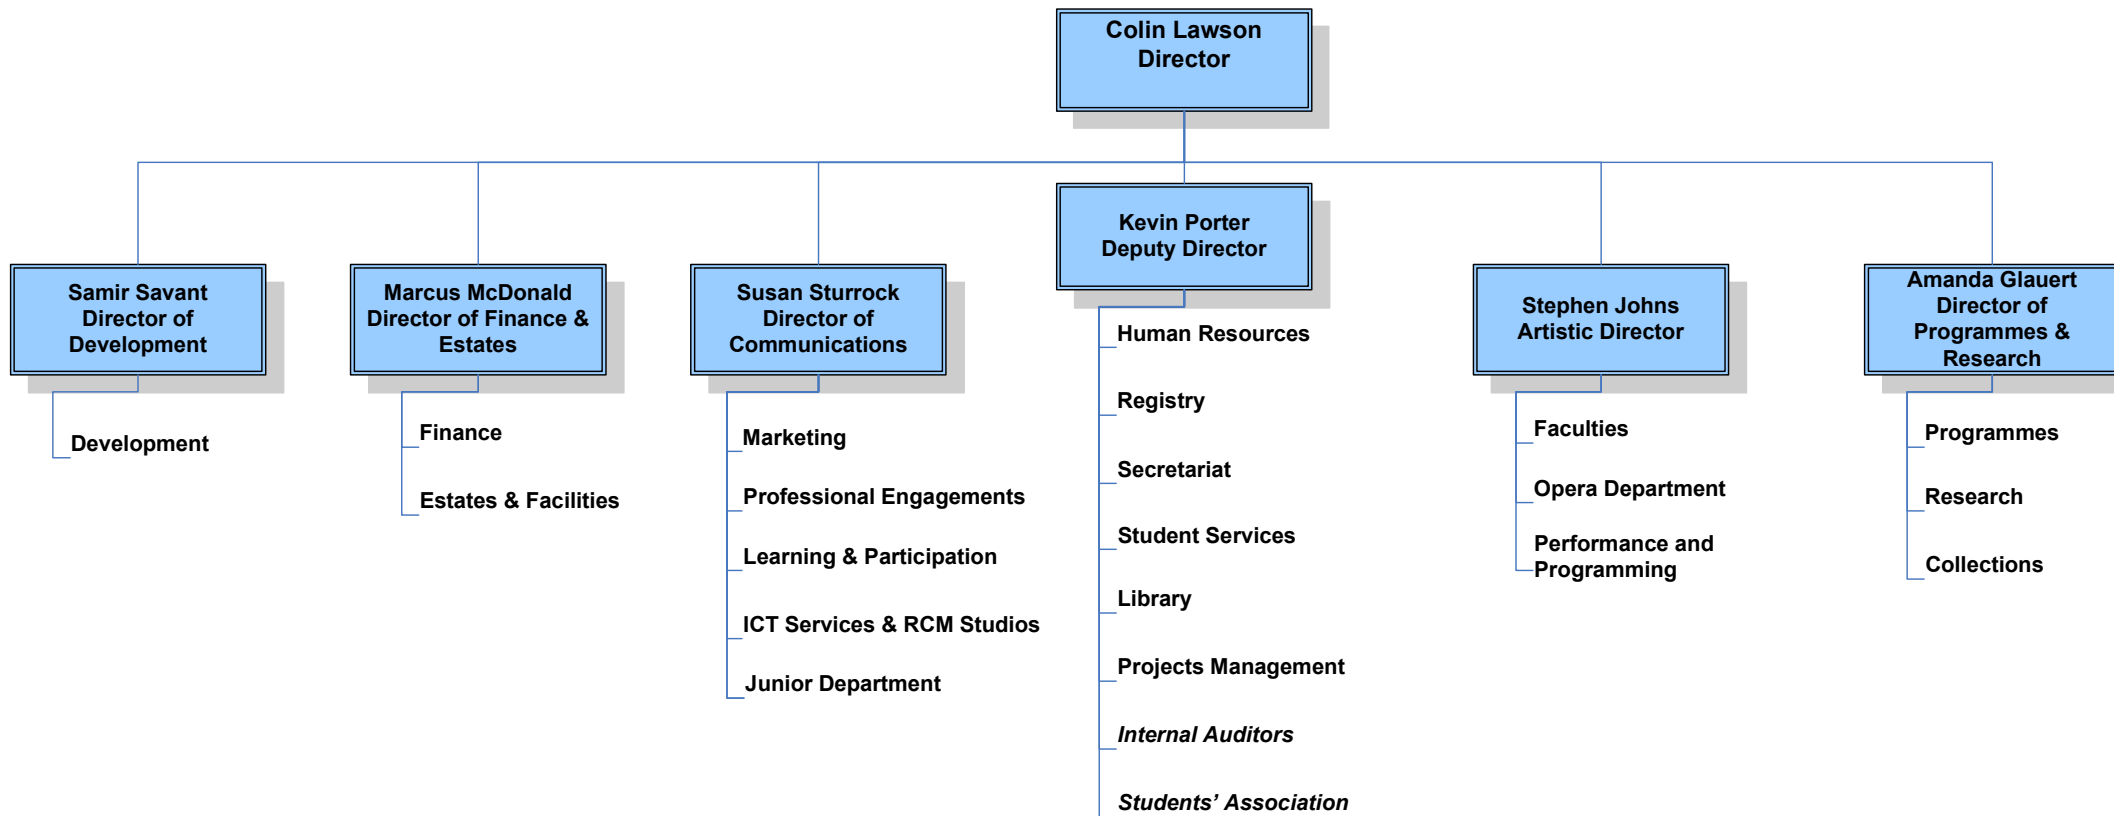 Colin Lawson
Director
Kevin Porter
Deputy Director
Samir Savant
Director of
Development
Marcus McDonald
Director of Finance &
Estates
Susan Sturrock
Director of
Communications
Stephen Johns
Artistic Director
Amanda Glauert
Director of
Programmes &
Research
Development
Finance
Estates & Facilities
Marketing
Professional Engagements
Learning & Participation
ICT Services & RCM Studios
Junior Department
Human Resources
Registry
Secretariat
Student Services
Library
Projects Management
Internal Auditors
Students’ Association
Faculties
Opera Department
Performance and
Programming
Programmes
Research
Collections